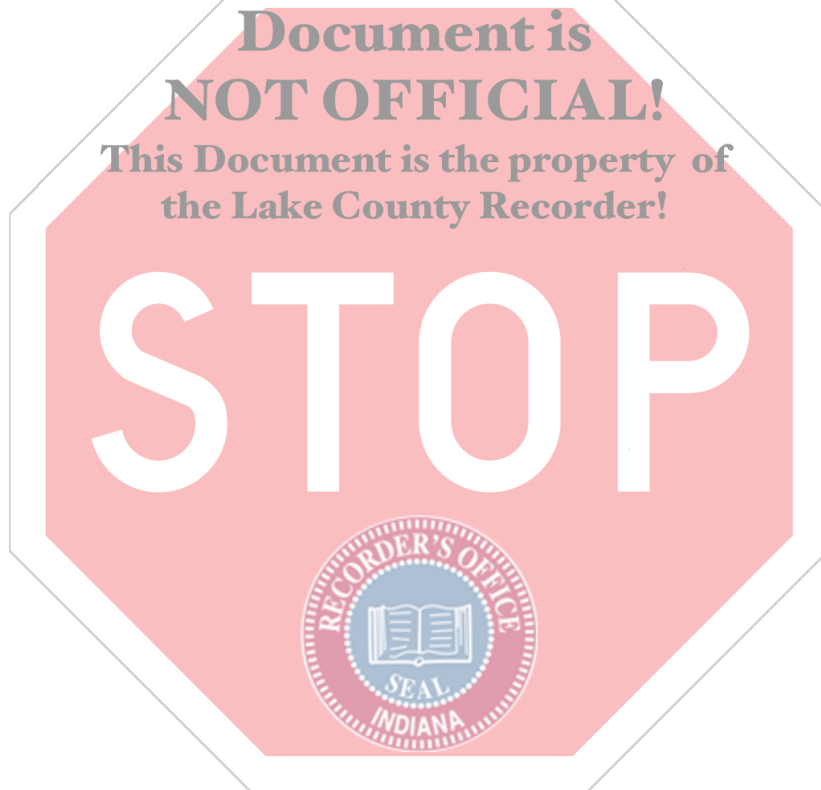 Document is
NOT OFFICIAL!
This Document is the property of
the Lake County Recorder!
STOP
RECORDER'S OFFICE
SEAL
INDIANA